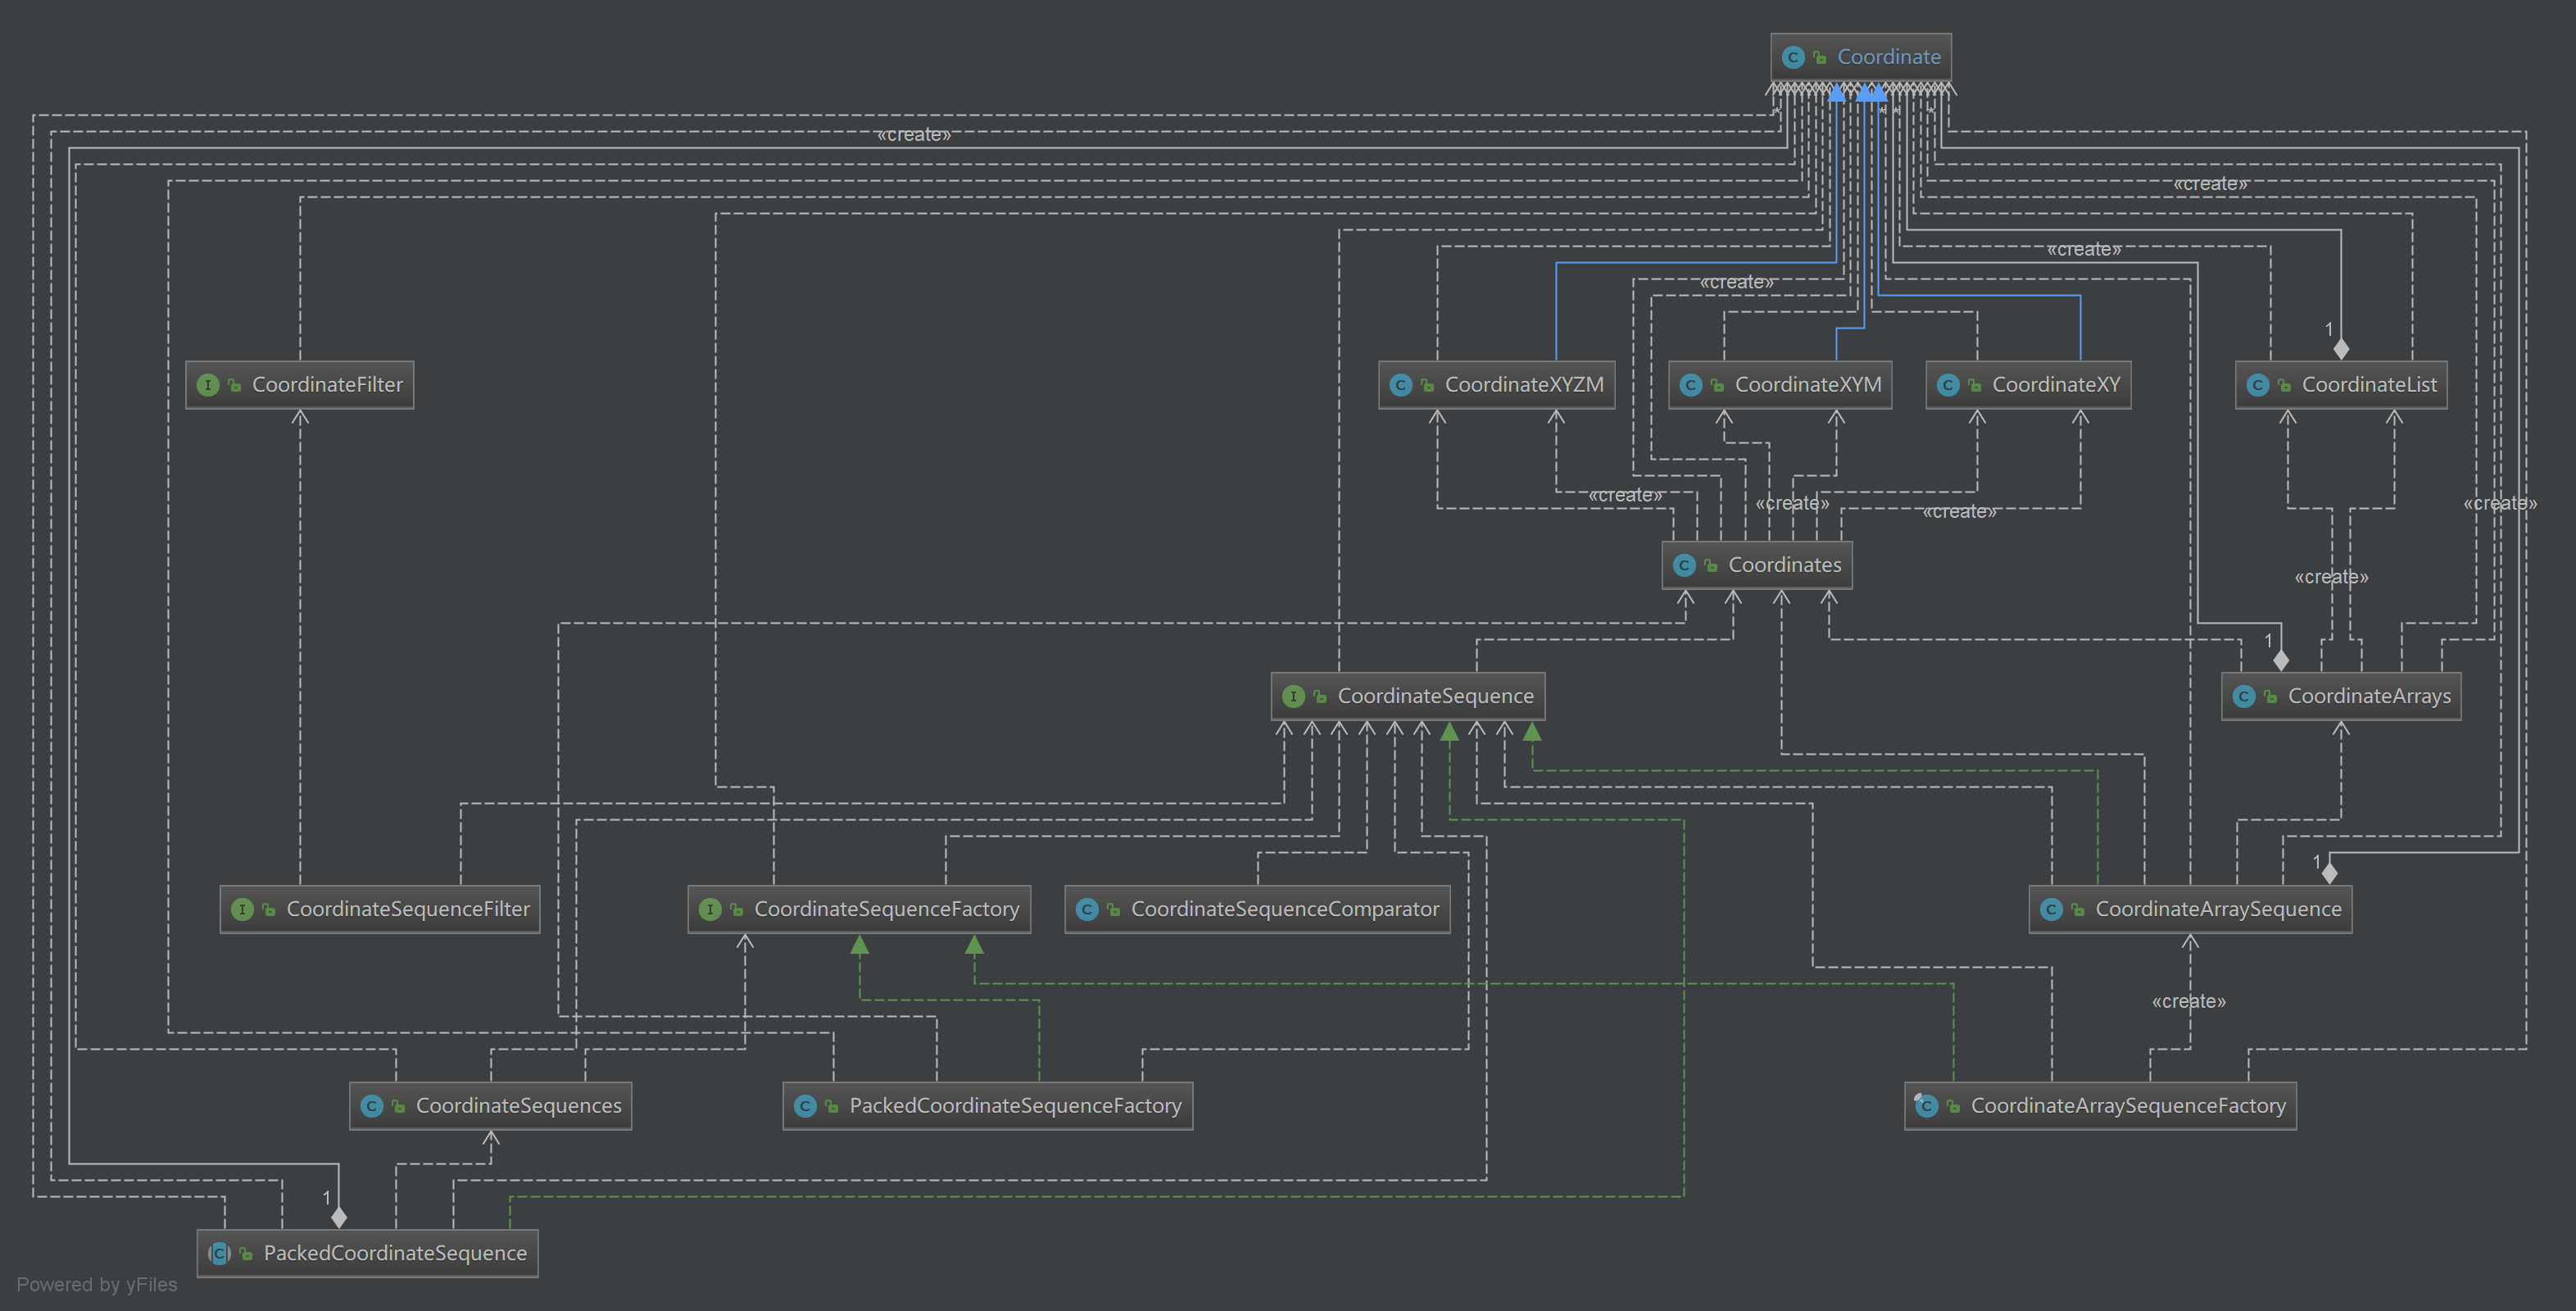 Coordinate
«create»
«create»
«create»
«create»
1
CoordinateFilter
CoordinateXYZM
CoordinateXYM
CoordinateXY
CoordinateList
«create»
«create»
«create»
«create»
Coordinates
«create»
1
CoordinateSequence
CoordinateArrays
1
CoordinateSequenceFilter
CoordinateSequenceFactory
CoordinateSequenceComparator
CoordinateArraySequence
«create»
CoordinateSequences
PackedCoordinateSequenceFactory
CoordinateArraySequenceFactory
1
PackedCoordinateSequence
Powered by yFiles